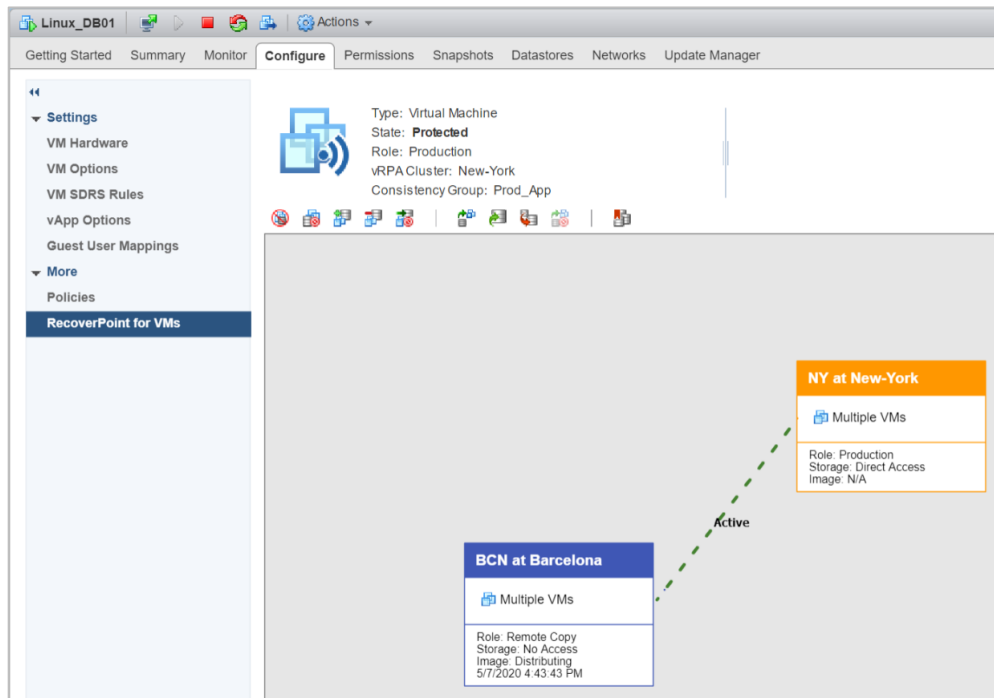 Linux_DB01
Actions
Getting Started Summary Monitor Configure Permissions Snapshots Datastores Networks Update Manager
Settings
VM Hardware
VM Options
VM SDRS Rules
vApp Options
Guest User Mappings
More
Policies
RecoverPoint for VMs
Type: Virtual Machine
State: Protected
Role: Production
vRPA Cluster: New-York
Consistency Group: Prod_App
NY at New-York
Multiple VMs
Role: Production
Storage: Direct Access
Image: N/A
Active
BCN at Barcelona
Multiple VMs
Role: Remote Copy
Storage: No Access
Image: Distributing
5/7/2020 4:43:43 PM